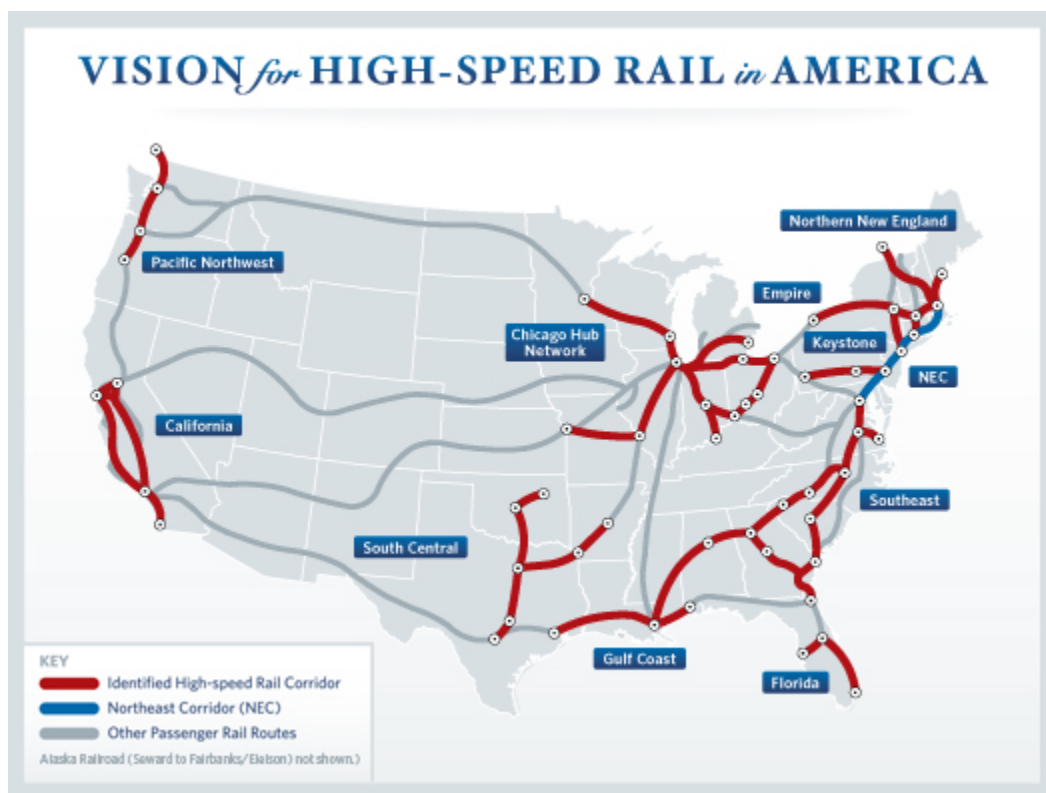 VISION for HIGH-SPEED RAIL in AMERICA
Northern New England
Pacific Northwest
Empire
Chicago Hub
Network
Keystone
NEC
California
Southeast
South Central
Gulf Coast
Florida
KEY
Identified High-speed Rail Corridor
Northeast Corridor (NEC)
Other Passenger Rail Routes
Alaska Railroad (Seward to Fairbanks/Eielson) not shown.)